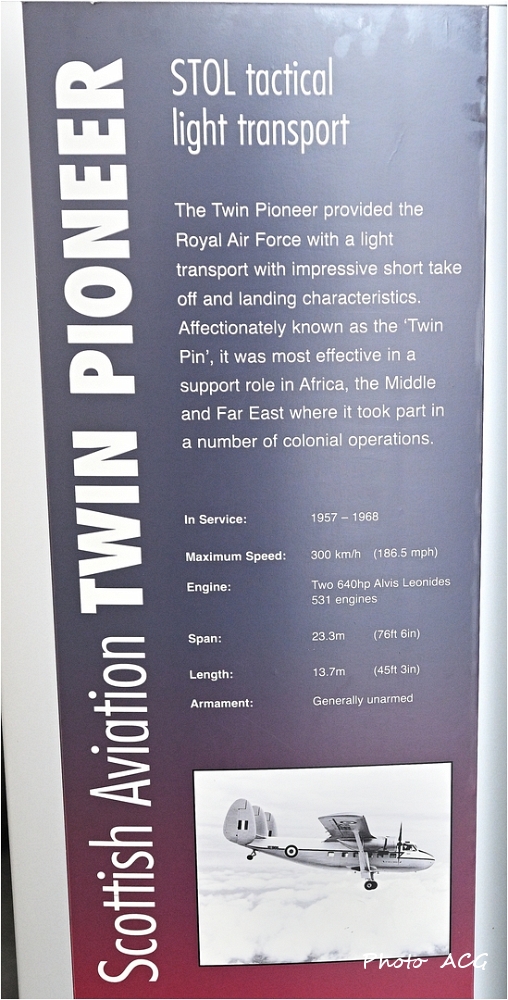 Scottish Aviation TWIN PIONEER
STOL tactical
light transport
The Twin Pioneer provided the
Royal Air Force with a light
transport with impressive short take
off and landing characteristics.
Affectionately known as the ‘Twin
Pin’, it was most effective in a
support role in Africa, the Middle
and Far East where it took part in
a number of colonial operations.
In Service: 1957 – 1968
Maximum Speed: 300 km/h (186.5 mph)
Engine: Two 640hp Alvis Leonides
531 engines
Span: 23.3m (76ft 6in)
Length: 13.7m (45ft 3in)
Armament: Generally unarmed
Photo ACG